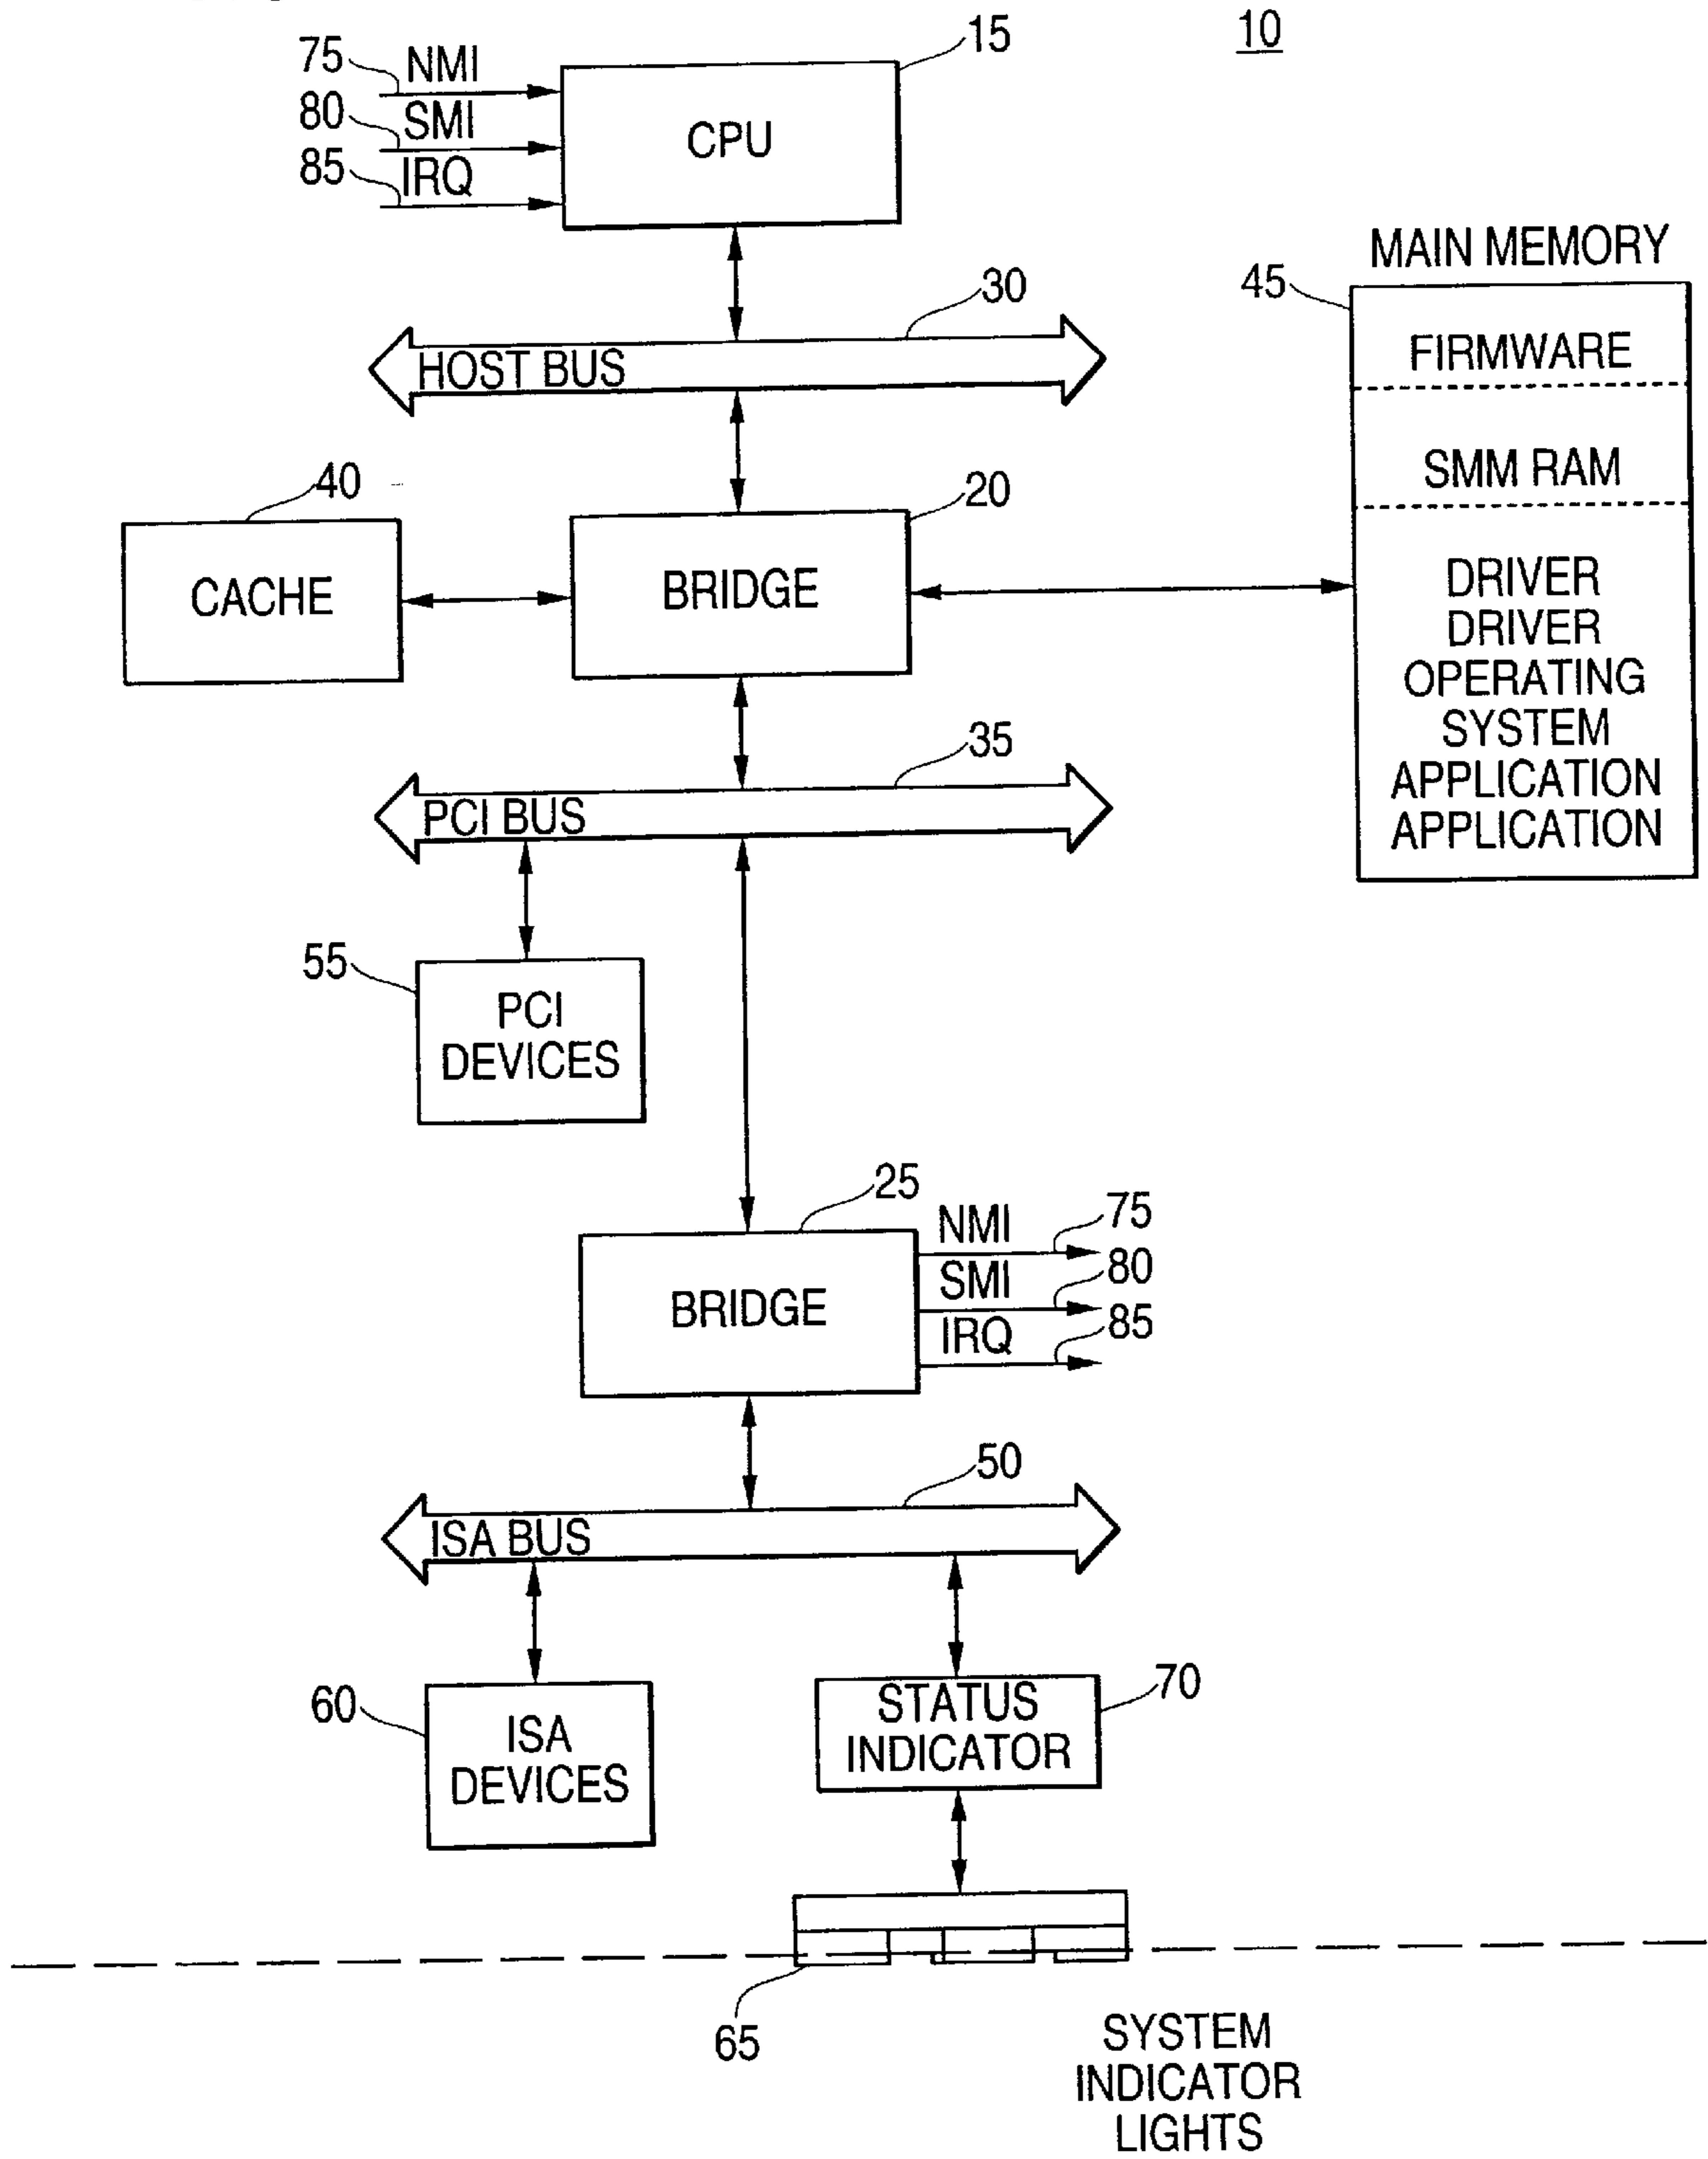 10
15
75
NMI
80
SMI
85
IRQ
CPU
30
HOST BUS
MAIN MEMORY
45
FIRMWARE
SMM RAM
DRIVER
DRIVER
OPERATING
SYSTEM
APPLICATION
APPLICATION
40
CACHE
20
BRIDGE
35
PCI BUS
55
PCI
DEVICES
25
BRIDGE
NMI
75
SMI
80
IRQ
85
50
ISA BUS
60
ISA
DEVICES
70
STATUS
INDICATOR
65
SYSTEM
INDICATOR
LIGHTS